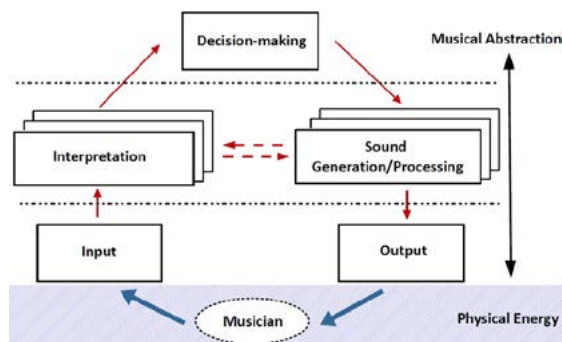 Decision-making
Musical Abstraction
Interpretation
Sound
Generation/Processing
Input
Output
Musician
Physical Energy